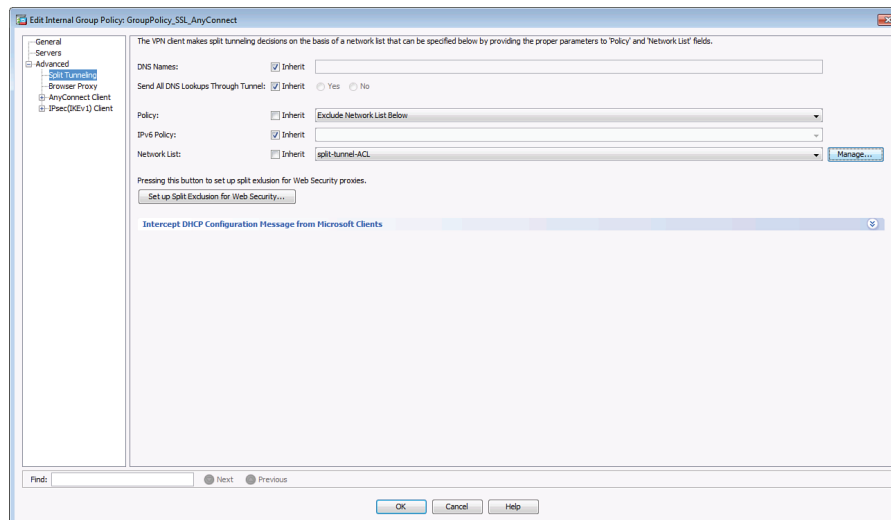 Edit Internal Group Policy: GroupPolicy_SSL_AnyConnect
General
Servers
Advanced
Split Tunneling
Browser Proxy
AnyConnect Client
IPsec(IKEv1) Client
The VPN client makes split tunneling decisions on the basis of a network list that can be specified below by providing the proper parameters to 'Policy' and 'Network List' fields.
DNS Names: Inherit
Send All DNS Lookups Through Tunnel: Inherit Yes No
Policy: Inherit Exclude Network List Below
IPv6 Policy: Inherit
Network List: Inherit split-tunnel-ACL Manage...
Pressing this button to set up split exlusion for Web Security proxies.
Set up Split Exclusion for Web Security...
Intercept DHCP Configuration Message from Microsoft Clients
Find: Next Previous
OK Cancel Help